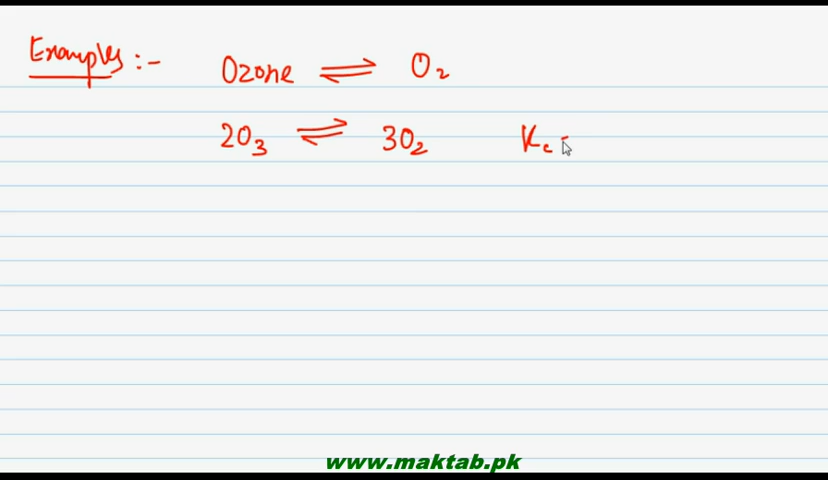 Examples :- Ozone ⇌ O₂
2O₃ ⇌ 3O₂ Kc =
www.maktab.pk